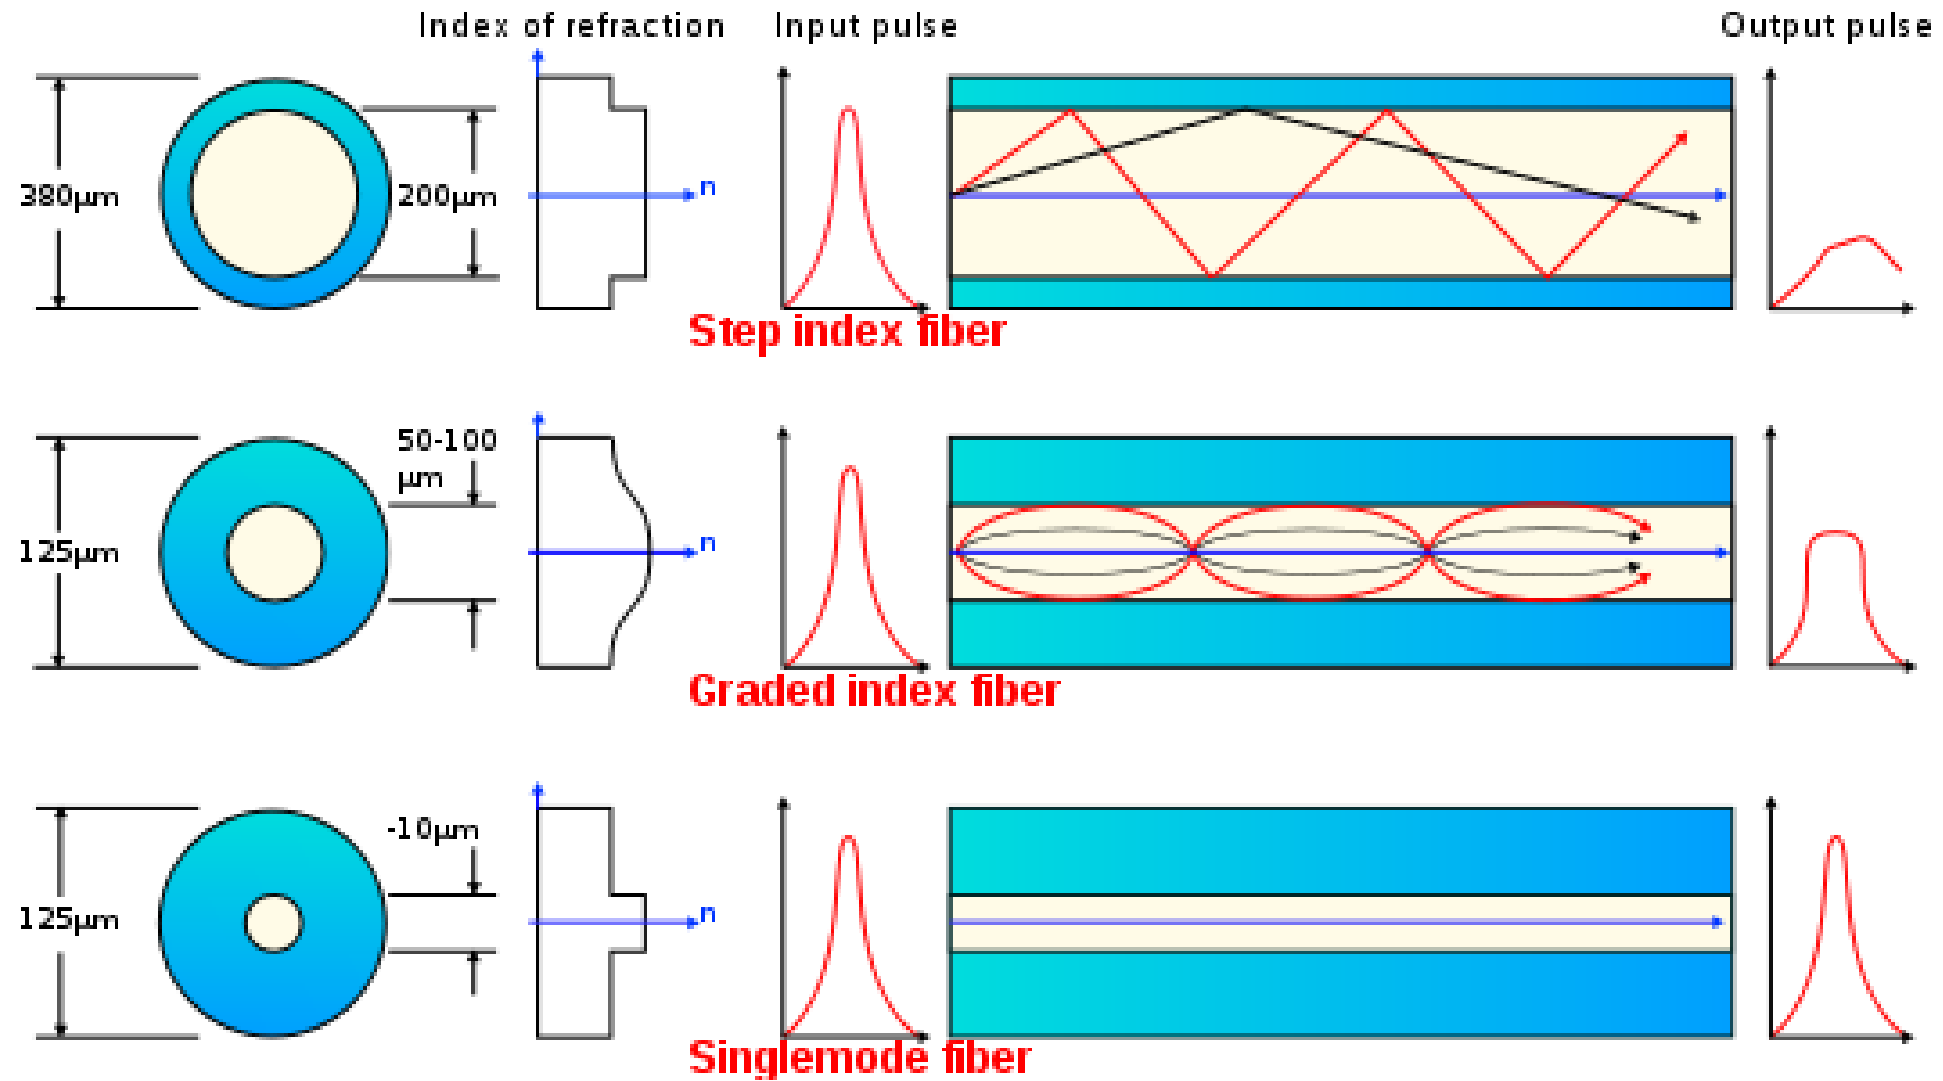 Index of refraction
Input pulse
Output pulse
380µm
200µm
n
Step index fiber
50-100
µm
125µm
n
Graded index fiber
-10µm
125µm
n
Singlemode fiber